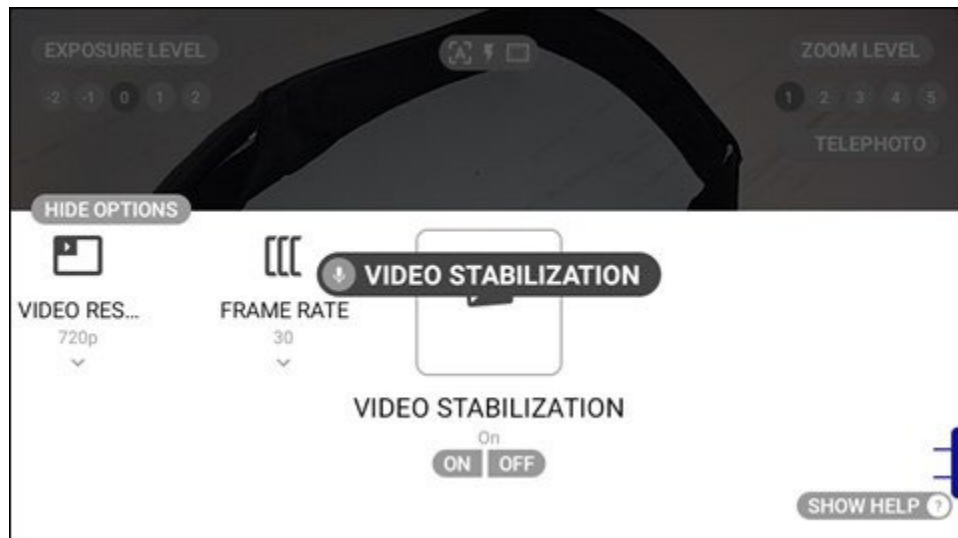 EXPOSURE LEVEL
-2 -1 0 1 2
A
ZOOM LEVEL
1 2 3 4 5
TELEPHOTO
HIDE OPTIONS
VIDEO STABILIZATION
VIDEO RES...
720p
FRAME RATE
30
VIDEO STABILIZATION
On
ON OFF
SHOW HELP ?